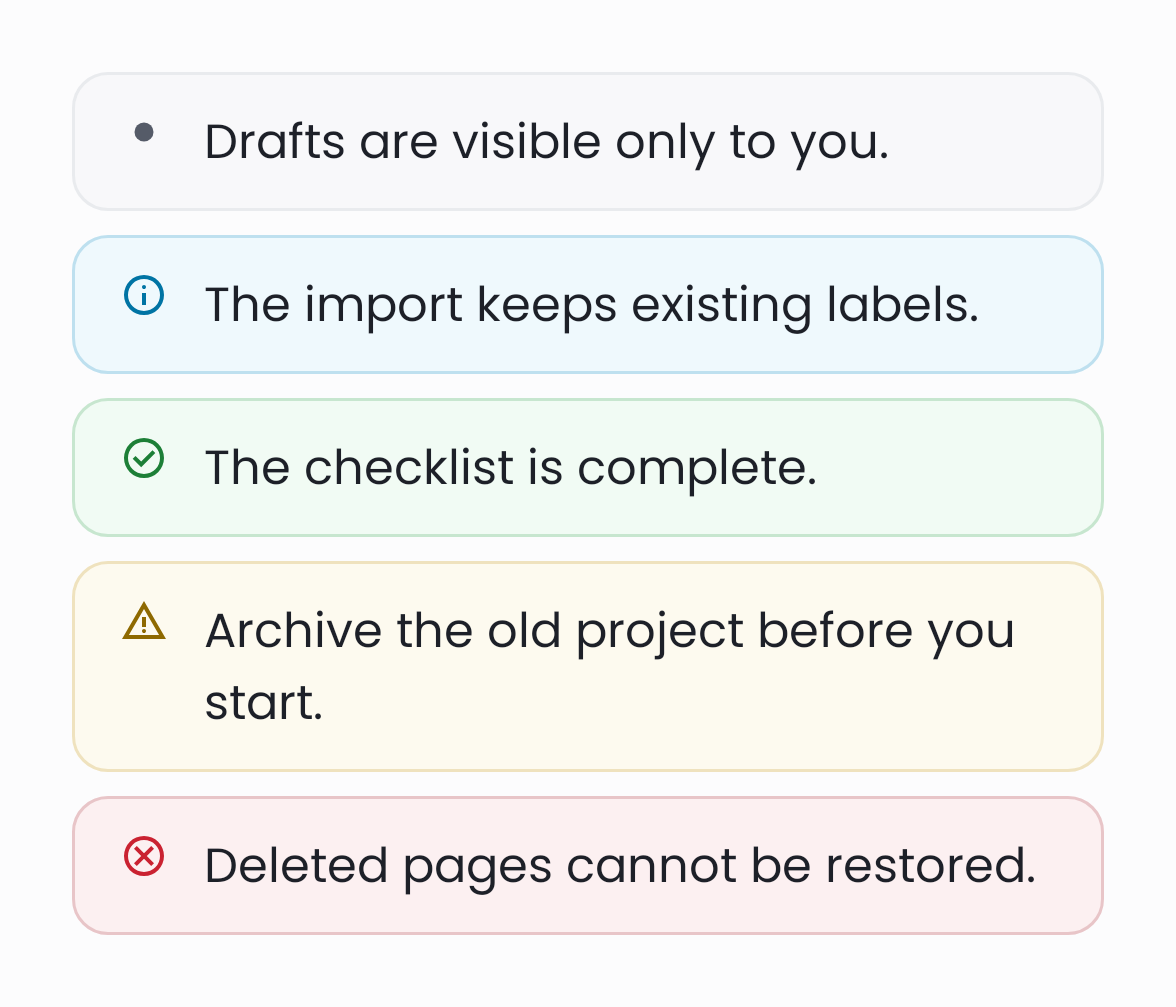 Drafts are visible only to you.
The import keeps existing labels.
The checklist is complete.
Archive the old project before you
start.
Deleted pages cannot be restored.